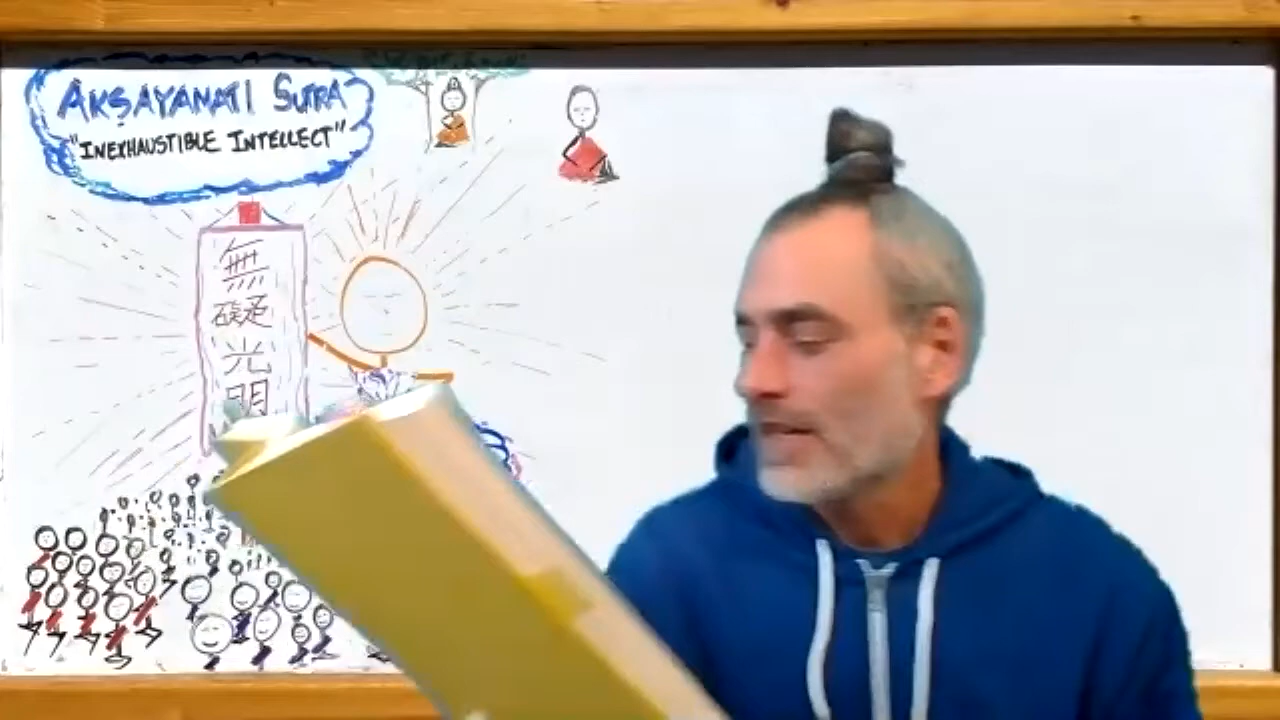 AKṢAYAMATI SUTRA
"INEXHAUSTIBLE INTELLECT"
無
礙
光
明